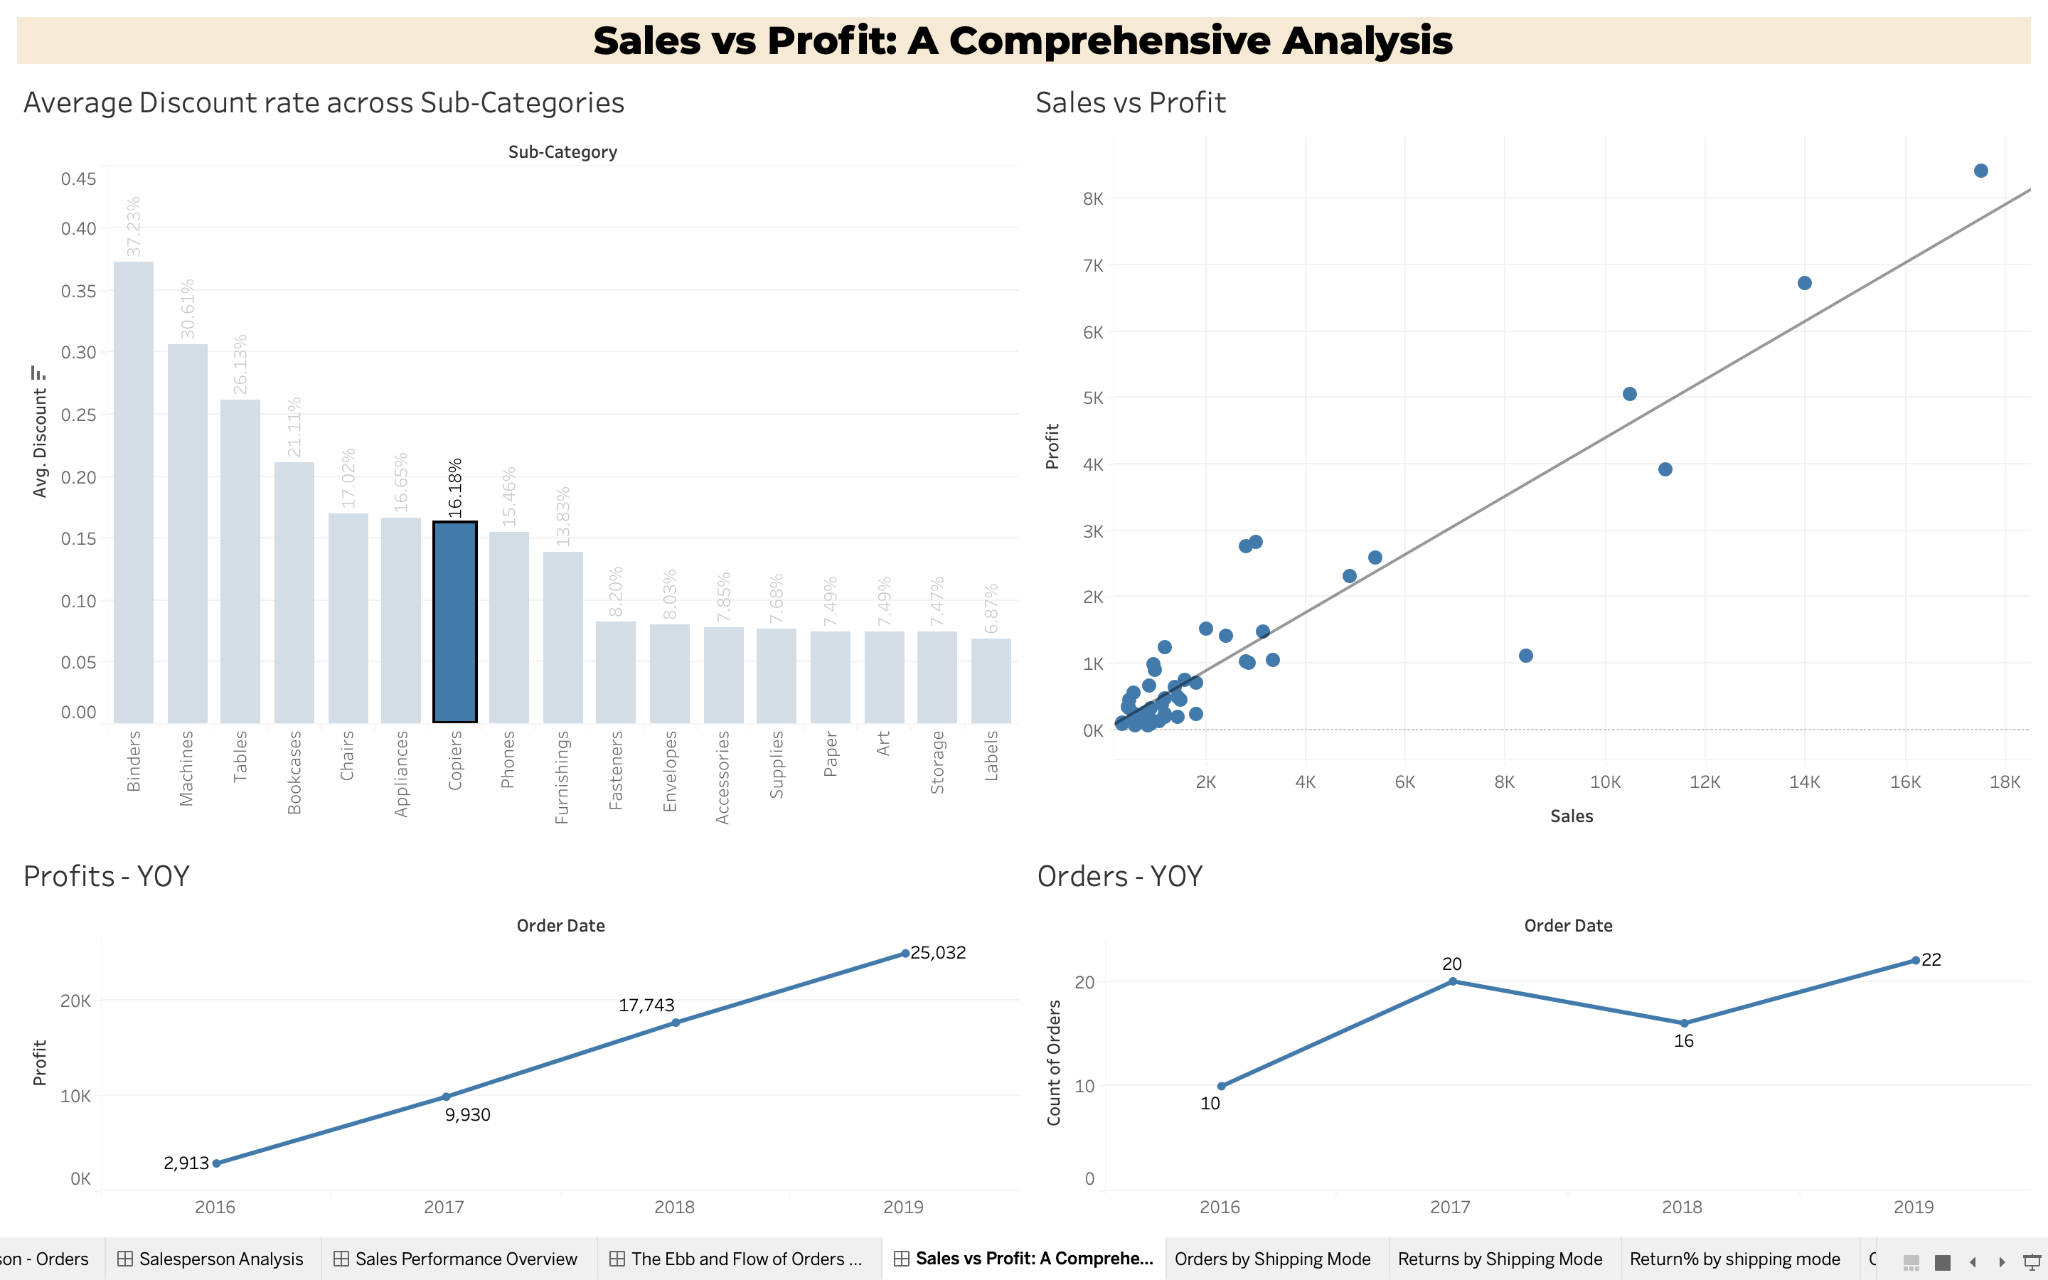 Sales vs Profit: A Comprehensive Analysis
Average Discount rate across Sub-Categories
Sub-Category
Avg. Discount
0.45
0.40
0.35
0.30
0.25
0.20
0.15
0.10
0.05
0.00
37.23%
30.61%
26.13%
21.11%
17.02%
16.65%
16.18%
15.46%
13.83%
8.20%
8.03%
7.85%
7.68%
7.49%
7.49%
7.47%
6.87%
Binders
Machines
Tables
Bookcases
Chairs
Appliances
Copiers
Phones
Furnishings
Fasteners
Envelopes
Accessories
Supplies
Paper
Art
Storage
Labels
Sales vs Profit
Profit
8K
7K
6K
5K
4K
3K
2K
1K
0K
2K 4K 6K 8K 10K 12K 14K 16K 18K
Sales
Profits - YOY
Order Date
Profit
20K
10K
0K
2,913
9,930
17,743
25,032
2016 2017 2018 2019
Orders - YOY
Order Date
Count of Orders
20
10
0
10
20
16
22
2016 2017 2018 2019
son - Orders
Salesperson Analysis
Sales Performance Overview
The Ebb and Flow of Orders ...
Sales vs Profit: A Comprehe...
Orders by Shipping Mode
Returns by Shipping Mode
Return% by shipping mode